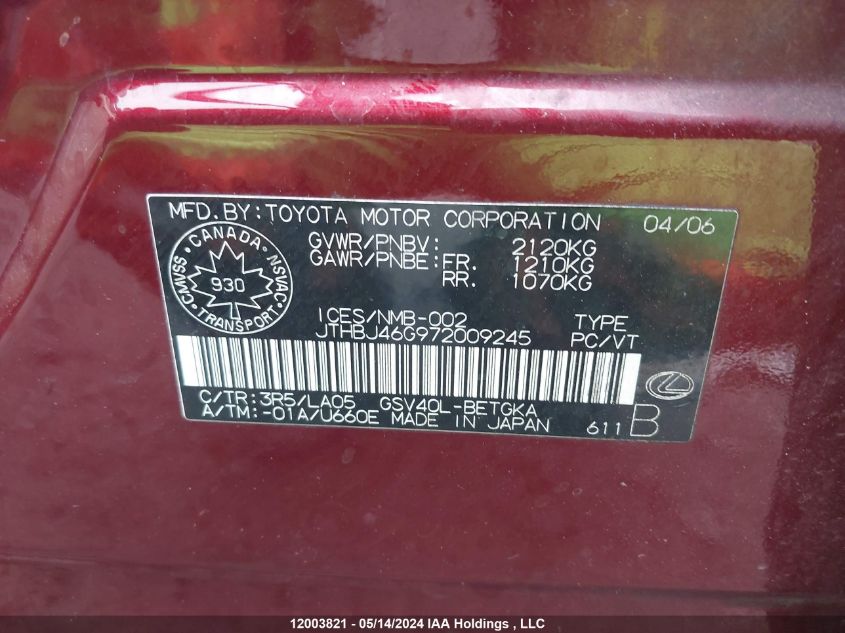 MFD. BY: TOYOTA MOTOR CORPORATION 04/06
GVWR/PNBV: 2120KG
GAWR/PNBE: FR. 1210KG
RR. 1070KG
CANADA
CMVSS NSVAC
930
TRANSPORT
ICES/NMB-002 TYPE
JTHBJ46G972009245 PC/VT
C/TR: 3R5/LA05 GSV40L-BETGKA
A/TM: -01A/U660E MADE IN JAPAN 611 B
12003821 - 05/14/2024 IAA Holdings , LLC